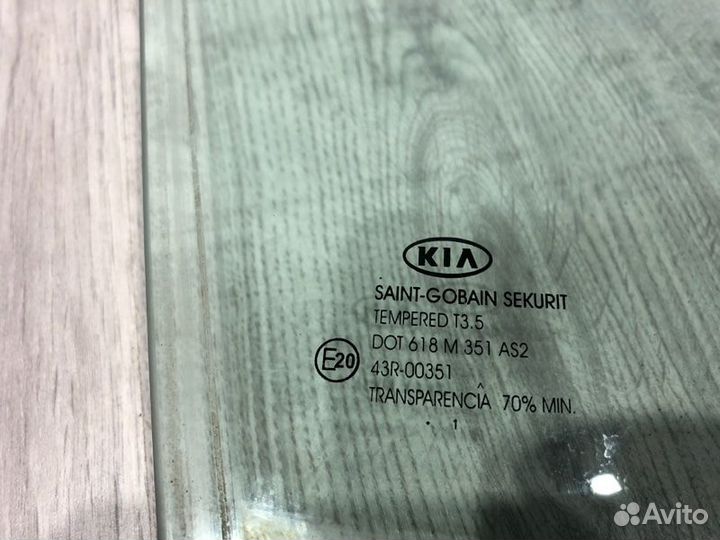 KIA
SAINT-GOBAIN SEKURIT
TEMPERED T3.5
DOT 618 M 351 AS2
E20
43R-00351
TRANSPARENCIA 70% MIN.
1
Avito